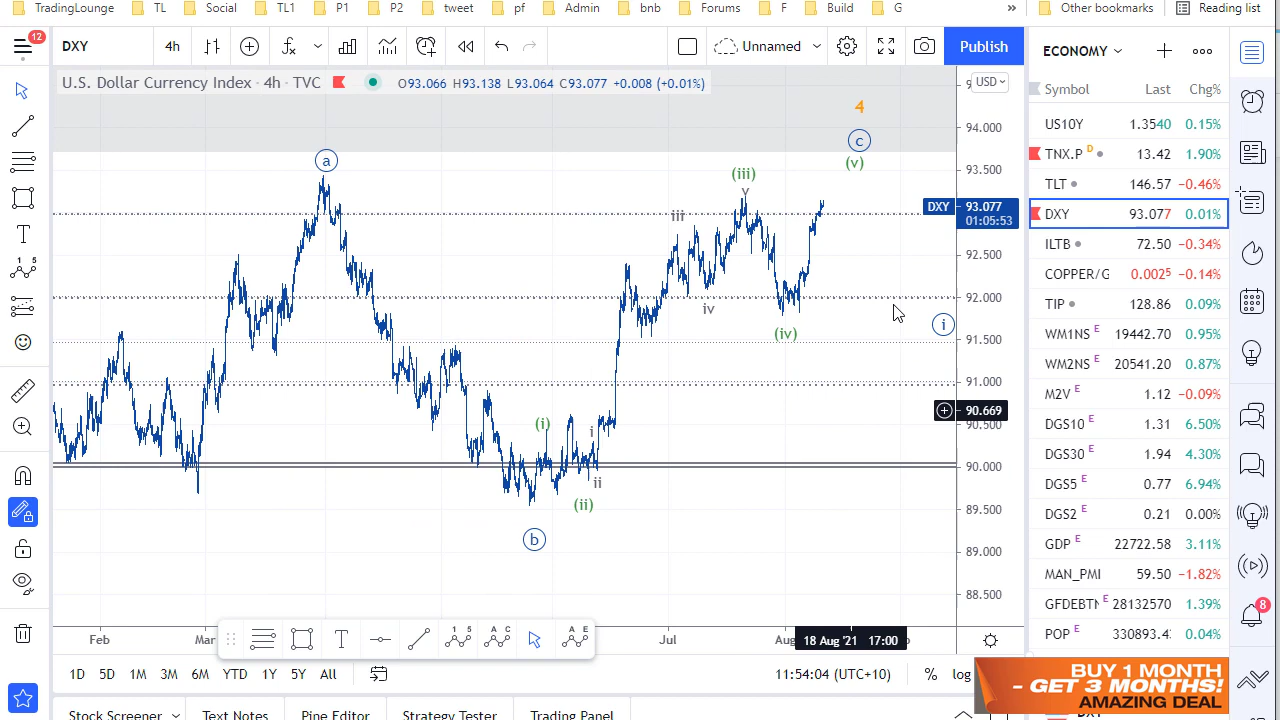 TradingLounge TL Social TL1 P1 P2 tweet pf Admin bnb Forums F Build G » Other bookmarks Reading list
12
DXY 4h Unnamed Publish
U.S. Dollar Currency Index · 4h · TVC O93.066 H93.138 L93.064 C93.077 +0.008 (+0.01%)
USD
4
94.000
c
(v)
a
93.500
(iii)
v
iii
DXY 93.077
01:05:53
92.500
92.000
iv
i
(iv)
91.500
91.000
90.669
90.500
(i)
i
90.000
ii
(ii)
89.500
b
89.000
88.500
Feb Mar Jul Aug 18 Aug '21 17:00
1D 5D 1M 3M 6M YTD 1Y 5Y All 11:54:04 (UTC+10) % log
Stock Screener Text Notes Pine Editor Strategy Tester Trading Panel
ECONOMY
Symbol Last Chg%
US10Y 1.3540 0.15%
TNX.P D 13.42 1.90%
TLT 146.57 −0.46%
DXY 93.077 0.01%
ILTB 72.50 −0.34%
COPPER/G 0.0025 −0.14%
TIP 128.86 0.09%
WM1NS E 19442.70 0.95%
WM2NS E 20541.20 0.87%
M2V E 1.12 −0.09%
DGS10 E 1.31 6.50%
DGS30 E 1.94 4.30%
DGS5 E 0.77 6.94%
DGS2 E 0.21 0.00%
GDP E 22722.58 3.11%
MAN_PMI 59.50 −1.82%
GFDEBTN E 28132570 1.39%
POP E 330893.4 0.04%
8
BUY 1 MONTH
- GET 3 MONTHS!
AMAZING DEAL